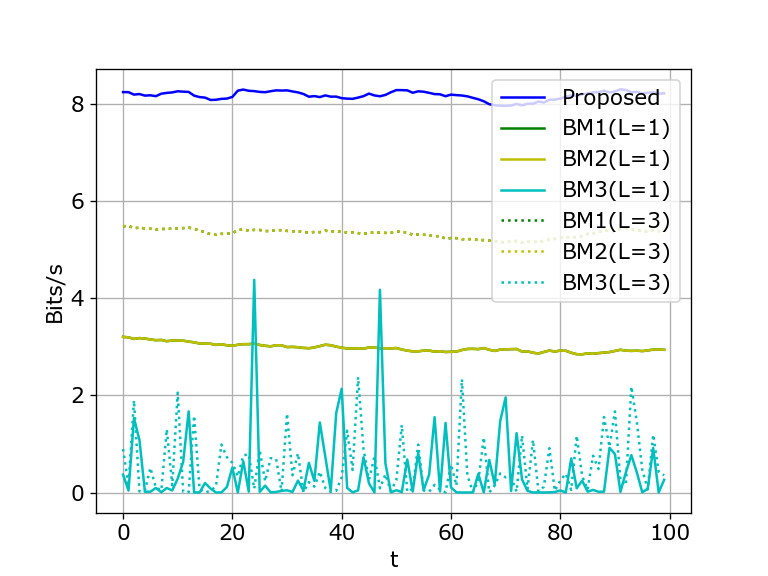 8
6
4
2
0
Bits/s
0
20
40
60
80
100
t
Proposed
BM1(L=1)
BM2(L=1)
BM3(L=1)
BM1(L=3)
BM2(L=3)
BM3(L=3)